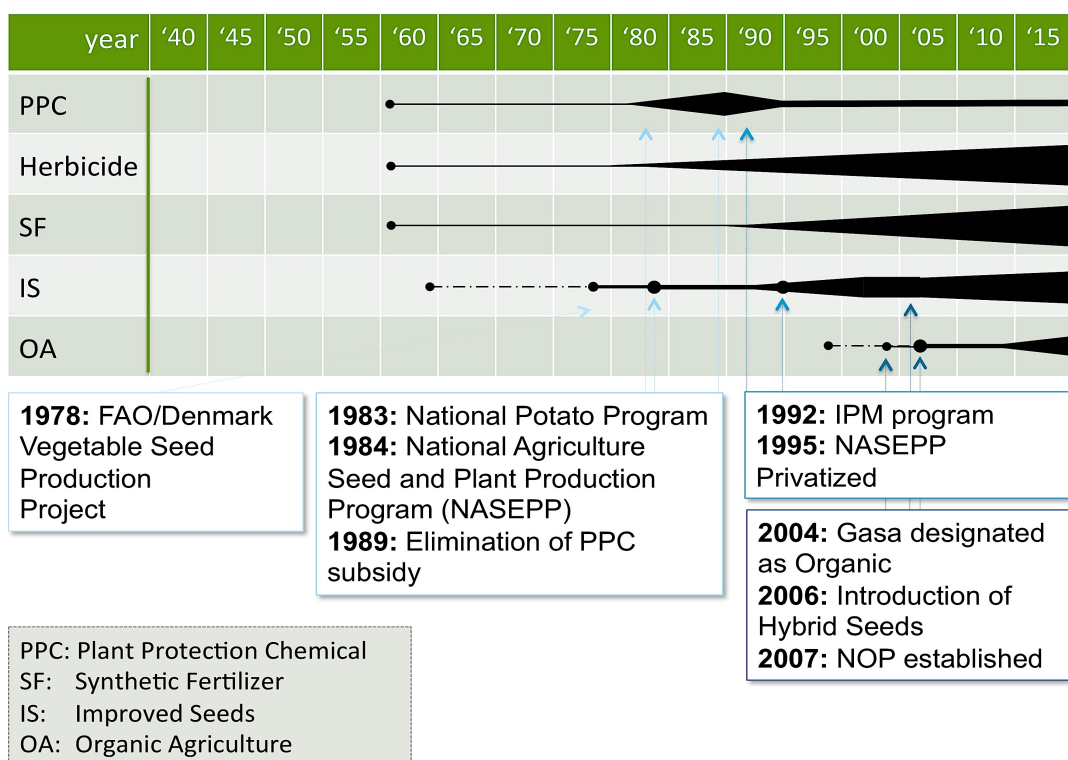 year ‘40 ‘45 ‘50 ‘55 ‘60 ‘65 ‘70 ‘75 ‘80 ‘85 ‘90 ‘95 ‘00 ‘05 ‘10 ‘15
PPC
Herbicide
SF
IS
OA
1978: FAO/Denmark
Vegetable Seed
Production
Project
1983: National Potato Program
1984: National Agriculture
Seed and Plant Production
Program (NASEPP)
1989: Elimination of PPC
subsidy
1992: IPM program
1995: NASEPP
Privatized
2004: Gasa designated
as Organic
2006: Introduction of
Hybrid Seeds
2007: NOP established
PPC: Plant Protection Chemical
SF: Synthetic Fertilizer
IS: Improved Seeds
OA: Organic Agriculture